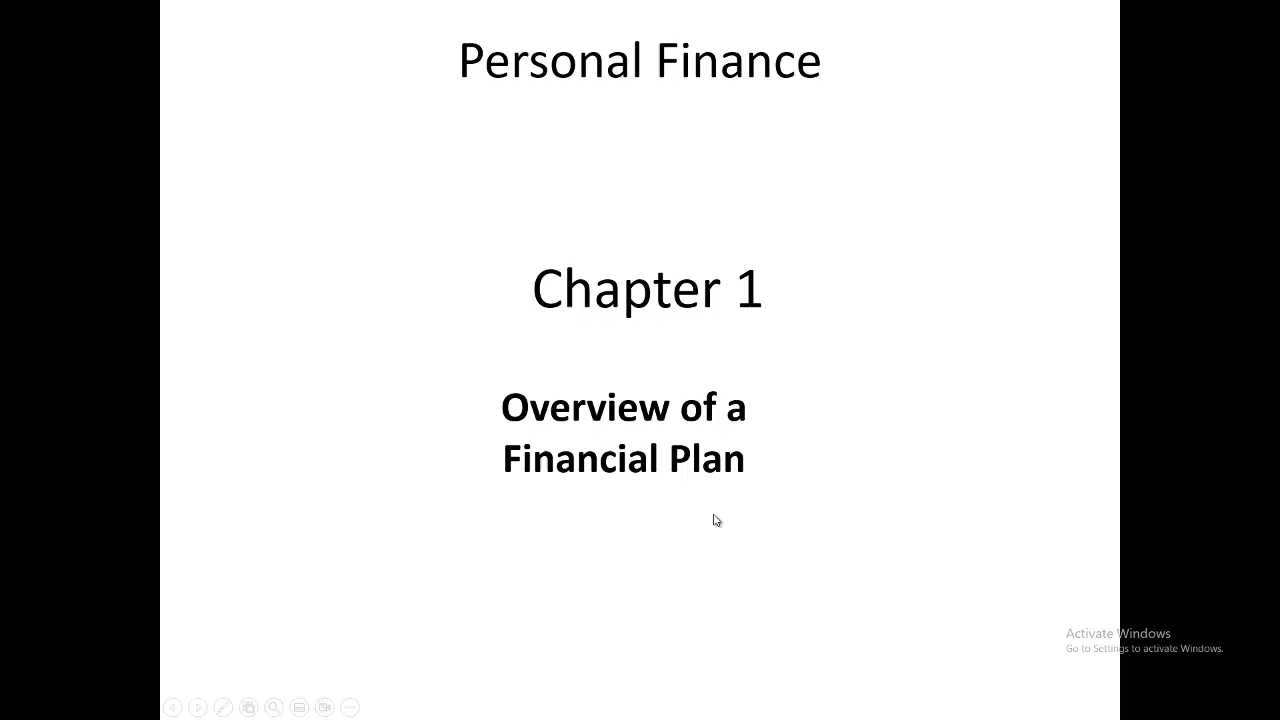 Personal Finance
Chapter 1
Overview of a
Financial Plan
Activate Windows
Go to Settings to activate Windows.